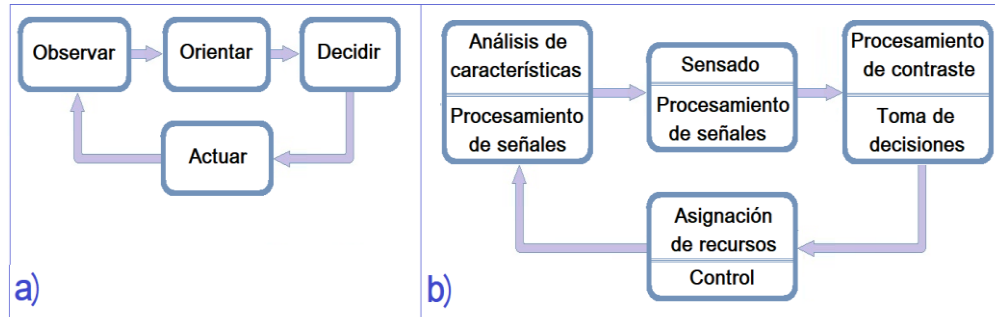 Observar
Orientar
Decidir
Actuar
a)
Análisis de
características
Procesamiento
de señales
Sensado
Procesamiento
de señales
Procesamiento
de contraste
Toma de
decisiones
Asignación
de recursos
Control
b)